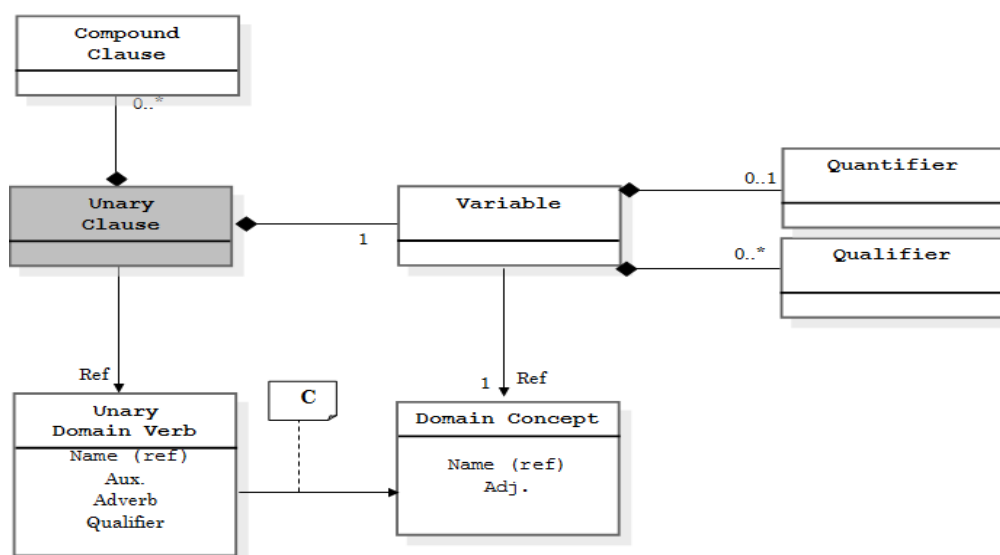 Compound
Clause
0..*
Unary
Clause
1
Variable
0..1
Quantifier
0..*
Qualifier
Ref
1
Ref
Unary
Domain Verb
Name (ref)
Aux.
Adverb
Qualifier
C
Domain Concept
Name (ref)
Adj.